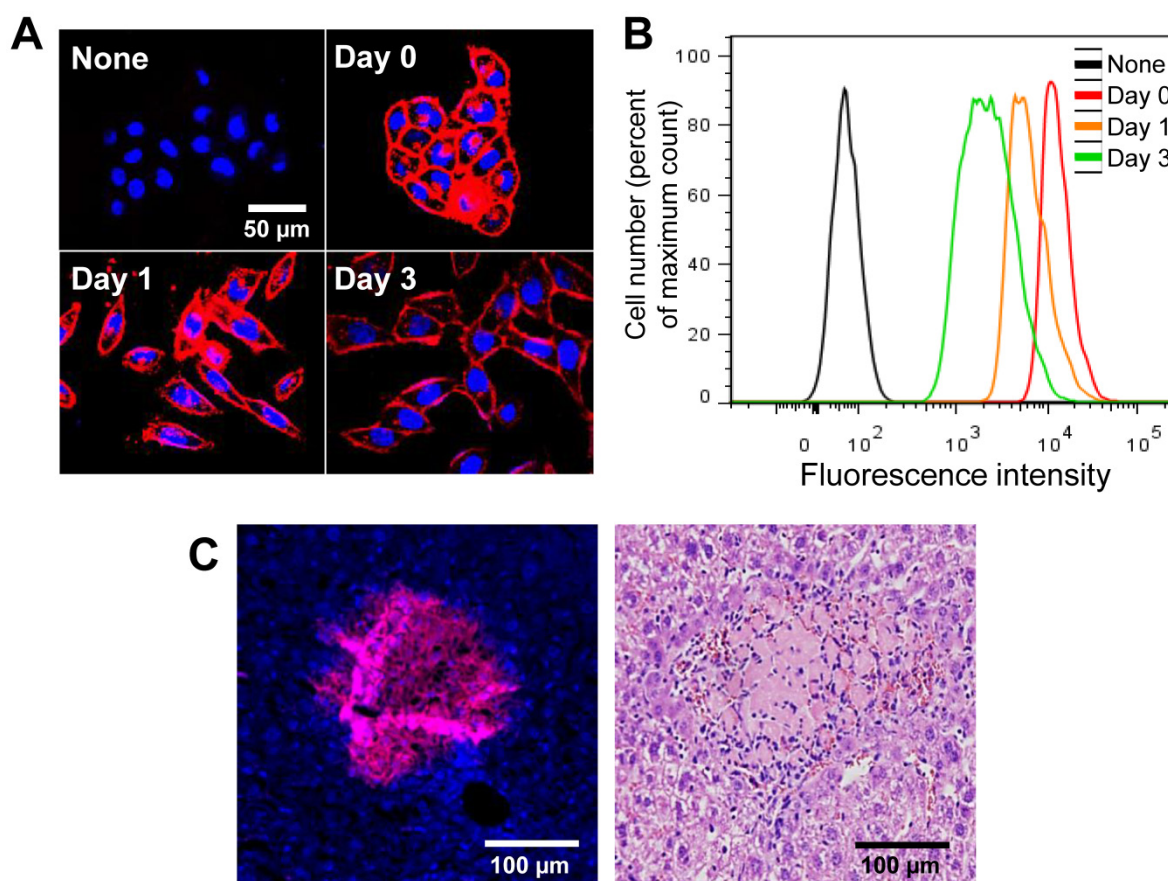 A
None
Day 0
50 µm
Day 1
Day 3
B
100
80
60
40
20
0
Cell number (percent
of maximum count)
None
Day 0
Day 1
Day 3
0 10² 10³ 10⁴ 10⁵
Fluorescence intensity
C
100 µm
100 µm